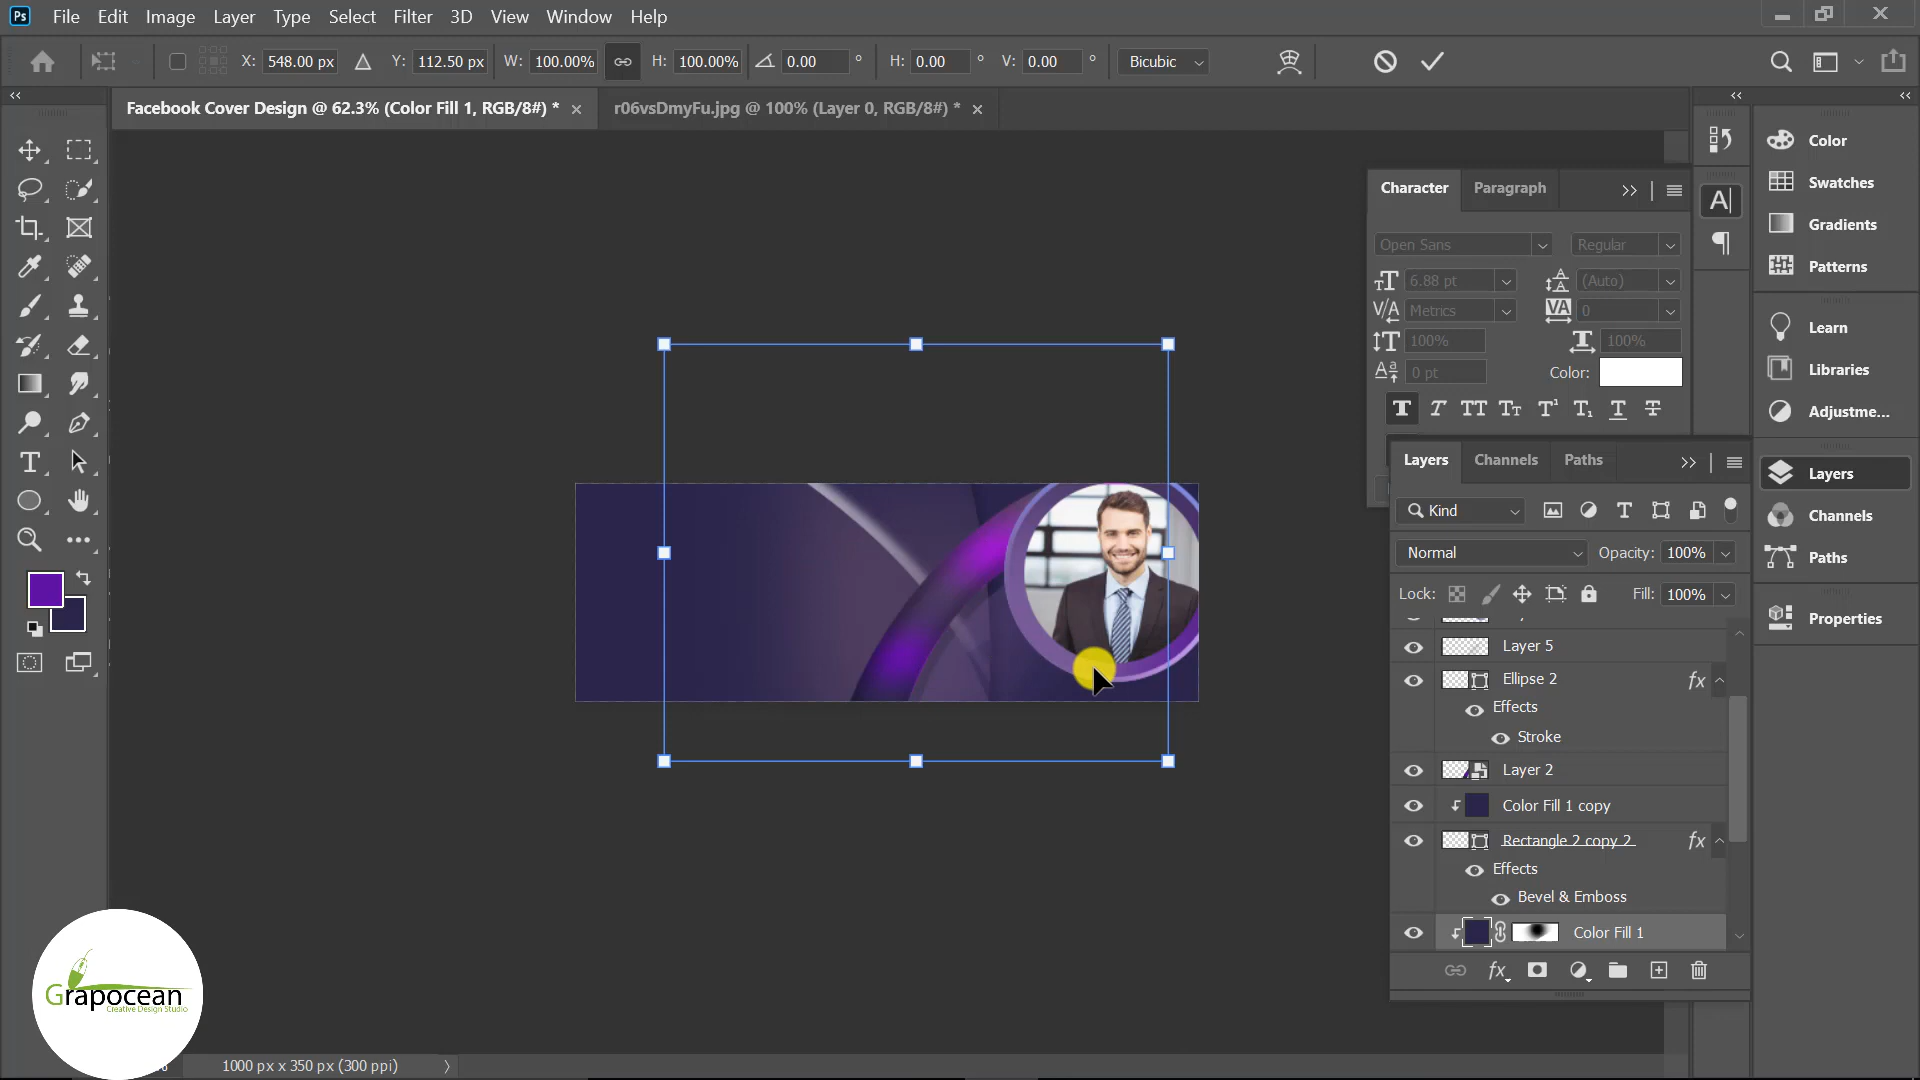 Ps File Edit Image Layer Type Select Filter 3D View Window Help
X: 548.00 px Y: 112.50 px W: 100.00% H: 100.00% 0.00 ° H: 0.00 ° V: 0.00 ° Bicubic
Facebook Cover Design @ 62.3% (Color Fill 1, RGB/8#) * × r06vsDmyFu.jpg @ 100% (Layer 0, RGB/8#) * ×
Character Paragraph
Open Sans Regular
6.88 pt (Auto)
Metrics 0
100% 100%
0 pt Color:
Layers Channels Paths
Kind
Normal Opacity: 100%
Lock: Fill: 100%
Layer 5
Ellipse 2 fx
Effects
Stroke
Layer 2
Color Fill 1 copy
Rectangle 2 copy 2 fx
Effects
Bevel & Emboss
Color Fill 1
Color
Swatches
Gradients
Patterns
Learn
Libraries
Adjustme...
Layers
Channels
Paths
Properties
Grapocean
Creative Design Studio
1000 px x 350 px (300 ppi)